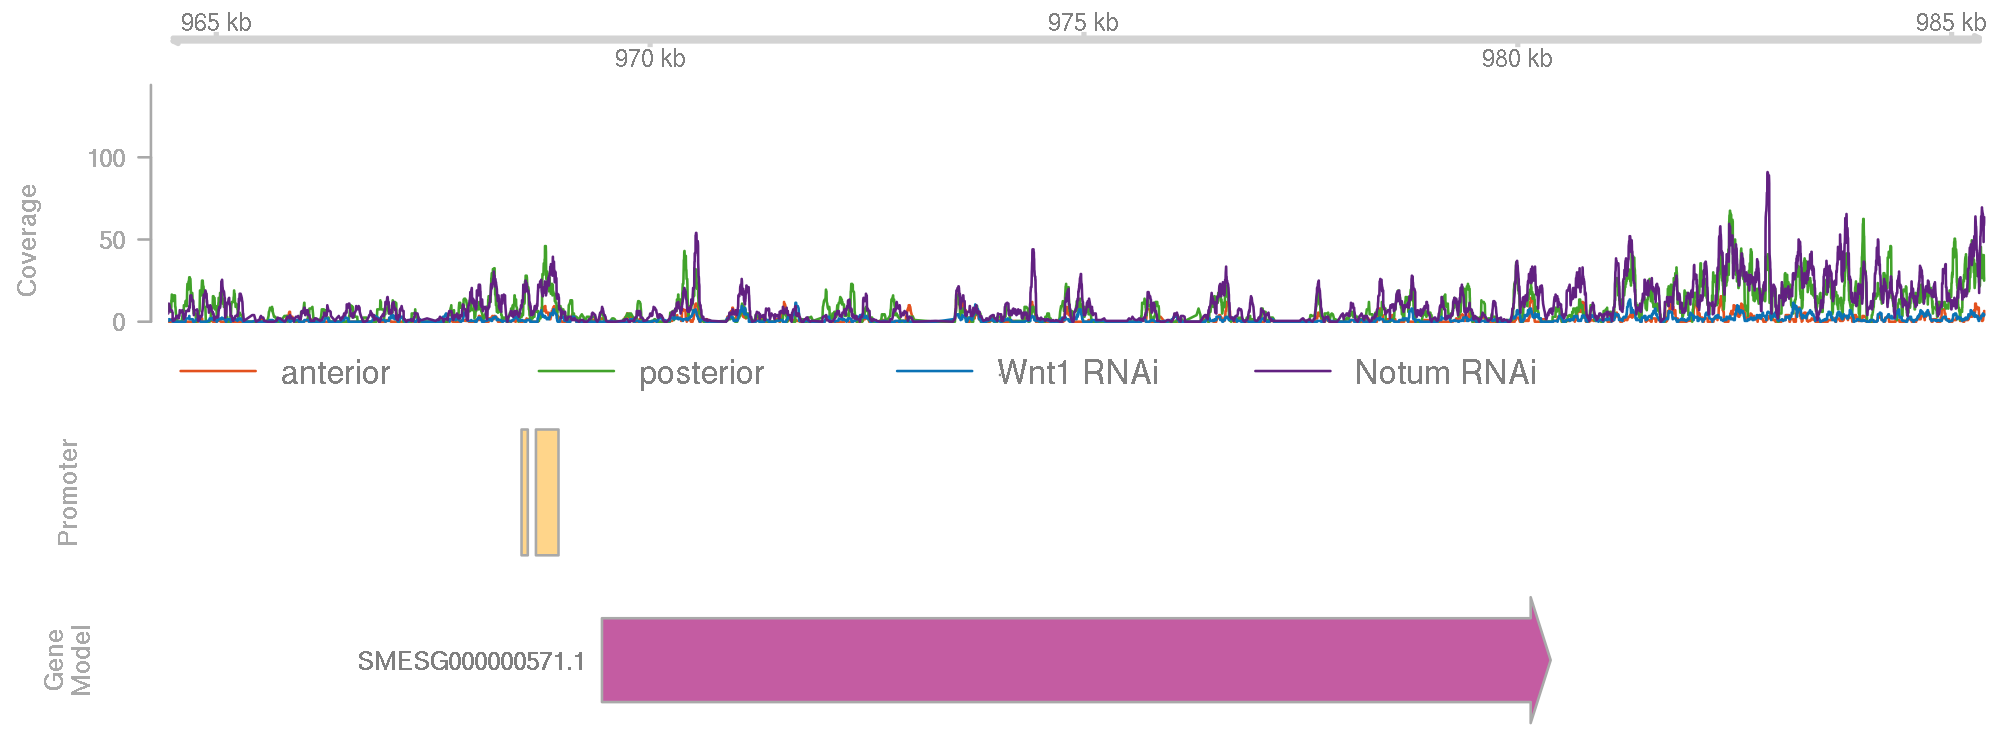 965 kb 975 kb 985 kb
970 kb 980 kb
Coverage
100
50
0
anterior posterior Wnt1 RNAi Notum RNAi
Promoter
Gene
Model
SMESG000000571.1